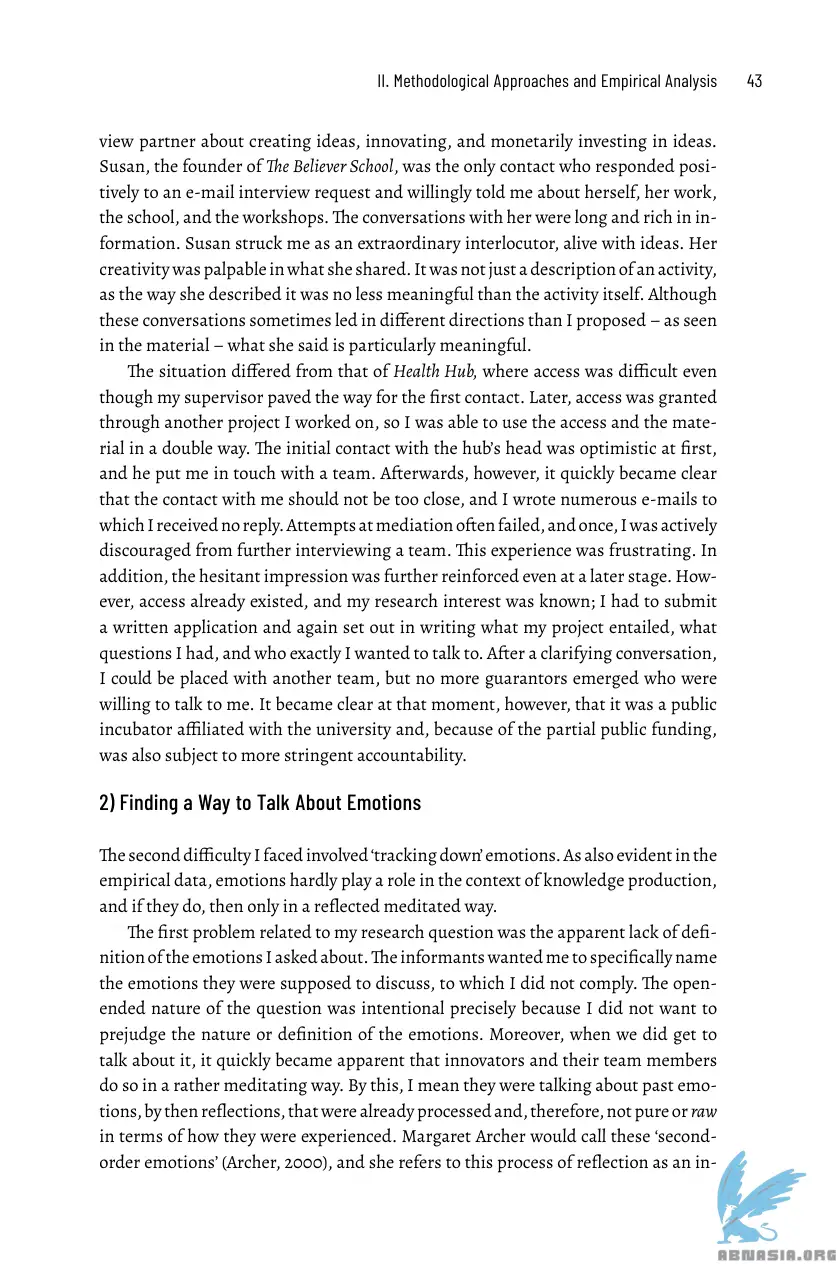 II. Methodological Approaches and Empirical Analysis 43
view partner about creating ideas, innovating, and monetarily investing in ideas.
Susan, the founder of The Believer School, was the only contact who responded posi-
tively to an e-mail interview request and willingly told me about herself, her work,
the school, and the workshops. The conversations with her were long and rich in in-
formation. Susan struck me as an extraordinary interlocutor, alive with ideas. Her
creativity was palpable in what she shared. It was not just a description of an activity,
as the way she described it was no less meaningful than the activity itself. Although
these conversations sometimes led in different directions than I proposed – as seen
in the material – what she said is particularly meaningful.
The situation differed from that of Health Hub, where access was difficult even
though my supervisor paved the way for the first contact. Later, access was granted
through another project I worked on, so I was able to use the access and the mate-
rial in a double way. The initial contact with the hub's head was optimistic at first,
and he put me in touch with a team. Afterwards, however, it quickly became clear
that the contact with me should not be too close, and I wrote numerous e-mails to
which I received no reply. Attempts at mediation often failed, and once, I was actively
discouraged from further interviewing a team. This experience was frustrating. In
addition, the hesitant impression was further reinforced even at a later stage. How-
ever, access already existed, and my research interest was known; I had to submit
a written application and again set out in writing what my project entailed, what
questions I had, and who exactly I wanted to talk to. After a clarifying conversation,
I could be placed with another team, but no more guarantors emerged who were
willing to talk to me. It became clear at that moment, however, that it was a public
incubator affiliated with the university and, because of the partial public funding,
was also subject to more stringent accountability.
2) Finding a Way to Talk About Emotions
The second difficulty I faced involved ‘tracking down’ emotions. As also evident in the
empirical data, emotions hardly play a role in the context of knowledge production,
and if they do, then only in a reflected meditated way.
The first problem related to my research question was the apparent lack of defi-
nition of the emotions I asked about. The informants wanted me to specifically name
the emotions they were supposed to discuss, to which I did not comply. The open-
ended nature of the question was intentional precisely because I did not want to
prejudge the nature or definition of the emotions. Moreover, when we did get to
talk about it, it quickly became apparent that innovators and their team members
do so in a rather meditating way. By this, I mean they were talking about past emo-
tions, by then reflections, that were already processed and, therefore, not pure or raw
in terms of how they were experienced. Margaret Archer would call these ‘second-
order emotions’ (Archer, 2000), and she refers to this process of reflection as an in-
ABNASIA.ORG